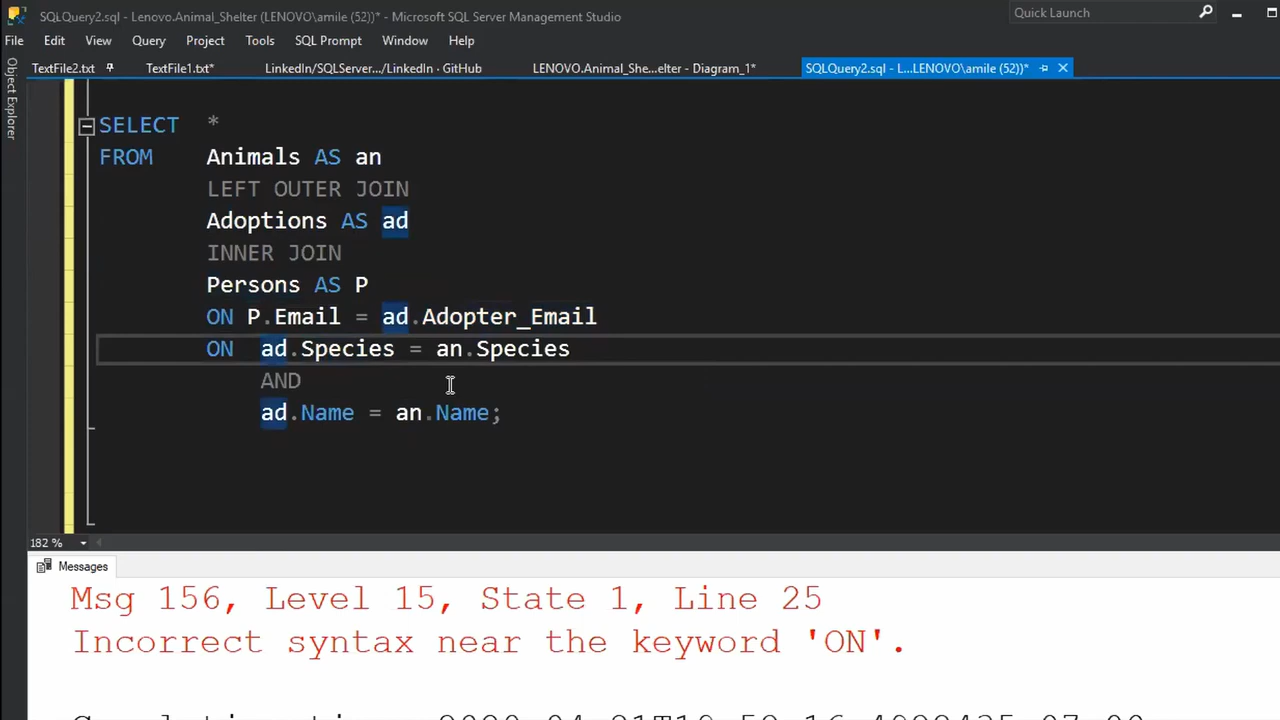 SQLQuery2.sql - Lenovo.Animal_Shelter (LENOVO\amile (52))* - Microsoft SQL Server Management Studio
Quick Launch
File Edit View Query Project Tools SQL Prompt Window Help
TextFile2.txt TextFile1.txt* LinkedIn/SQLServer.../LinkedIn · GitHub LENOVO.Animal_She...elter - Diagram_1* SQLQuery2.sql - L...LENOVO\amile (52))*
Object Explorer
SELECT *
FROM Animals AS an
LEFT OUTER JOIN
Adoptions AS ad
INNER JOIN
Persons AS P
ON P.Email = ad.Adopter_Email
ON ad.Species = an.Species
AND
ad.Name = an.Name;
182 %
Messages
Msg 156, Level 15, State 1, Line 25
Incorrect syntax near the keyword 'ON'.